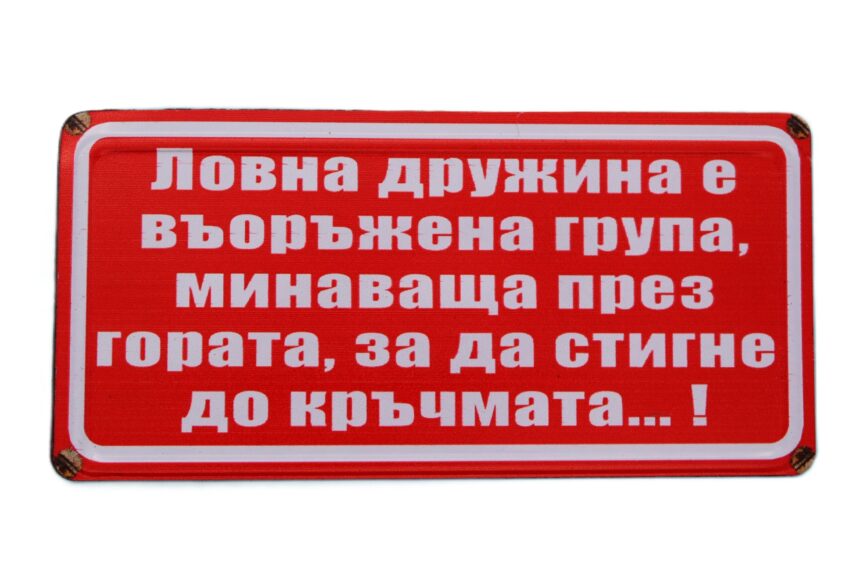 Ловна дружина е
въоръжена група,
минаваща през
гората, за да стигне
до кръчмата... !